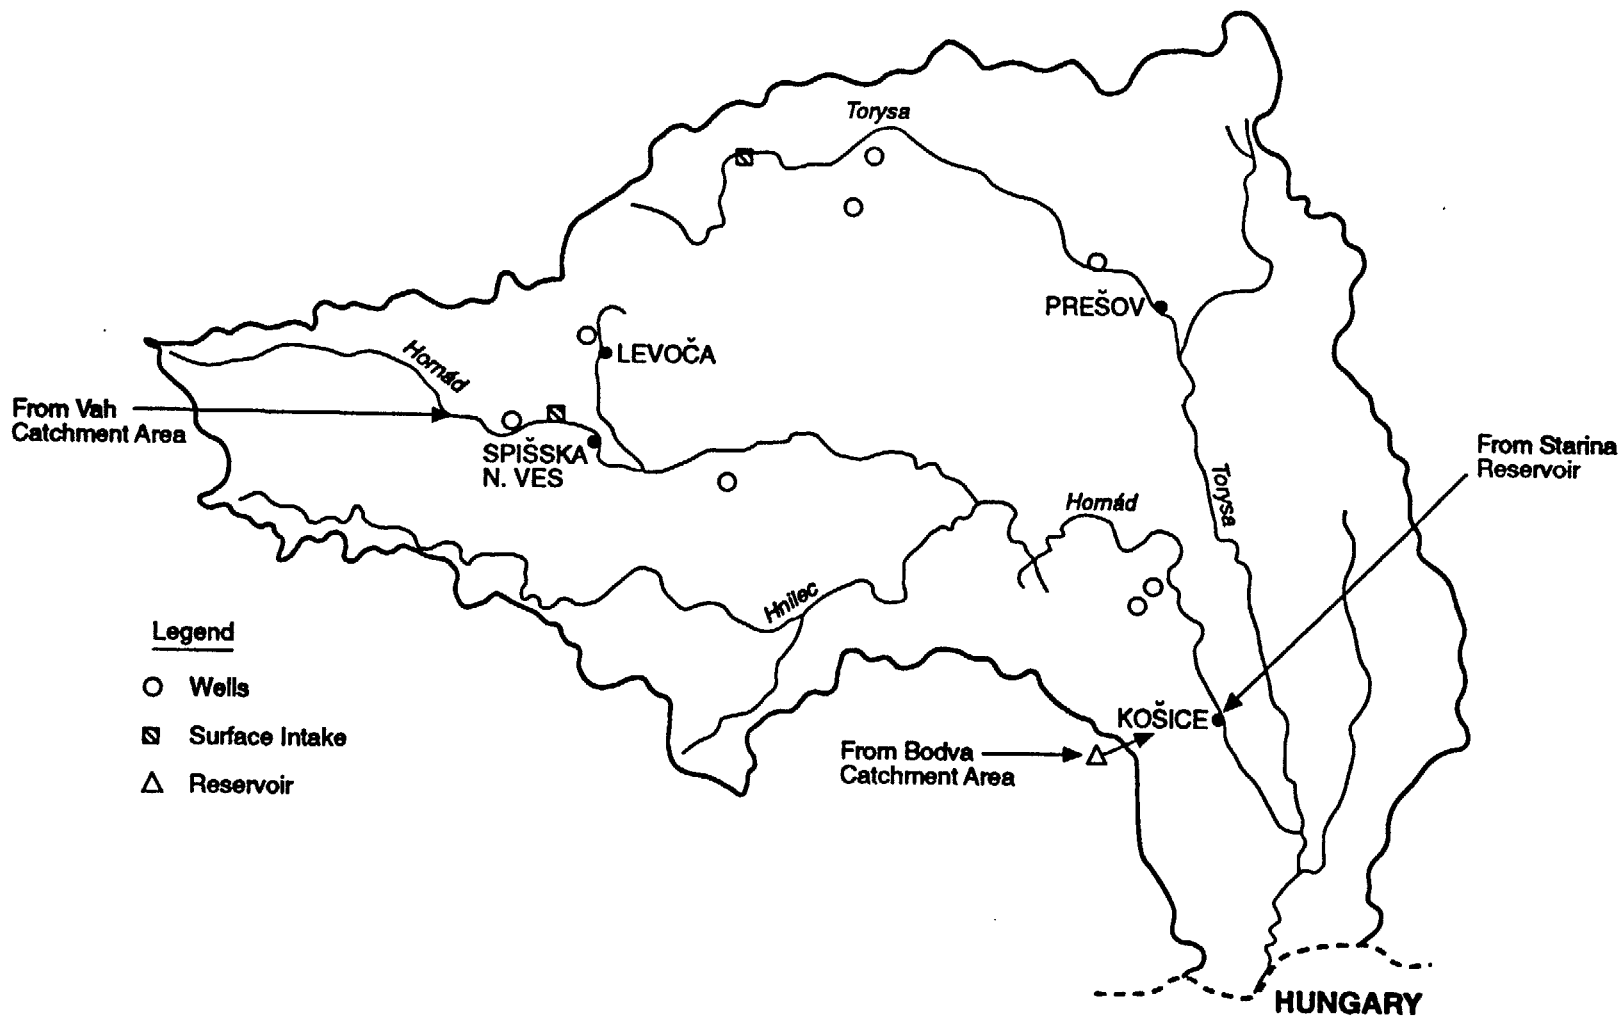 Torysa
PREŠOV
LEVOČA
Hornád
From Vah
Catchment Area
SPIŠSKA
N. VES
From Starina
Reservoir
Torysa
Hornád
Hnilec
Legend
Wells
Surface Intake
Reservoir
KOŠICE
From Bodva
Catchment Area
HUNGARY